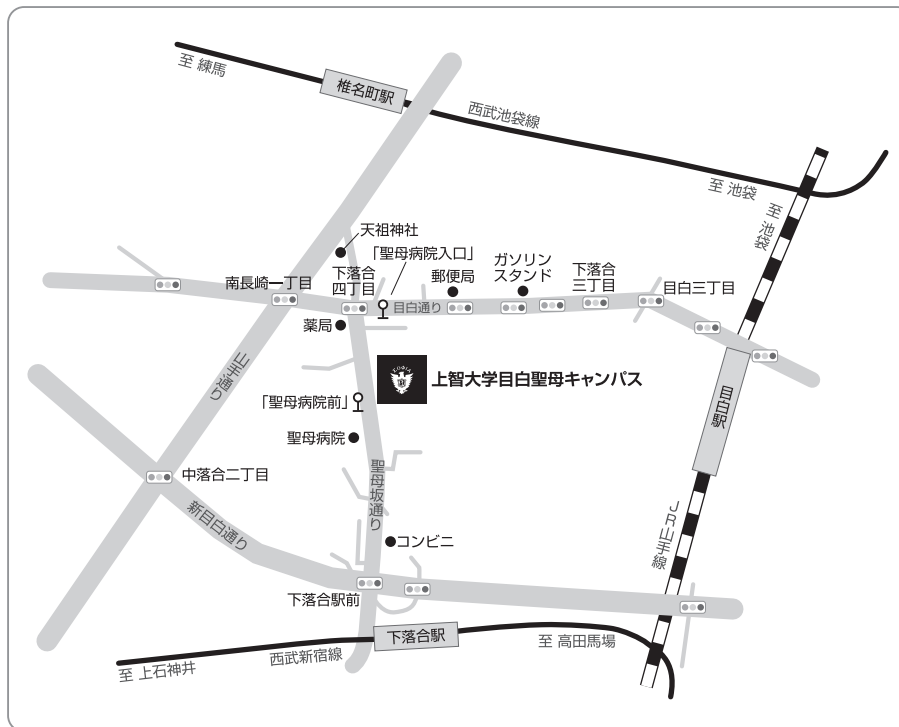 至 練馬
椎名町駅
西武池袋線
至 池袋
至 池袋
天祖神社
「聖母病院入口」
ガソリン
スタンド
下落合
三丁目
郵便局
南長崎一丁目
下落合
四丁目
目白三丁目
目白通り
薬局
山手通り
上智大学目白聖母キャンパス
「聖母病院前」
聖母病院
目白駅
中落合二丁目
聖母坂通り
新目白通り
コンビニ
JR山手線
下落合駅前
下落合駅
至 高田馬場
西武新宿線
至 上石神井